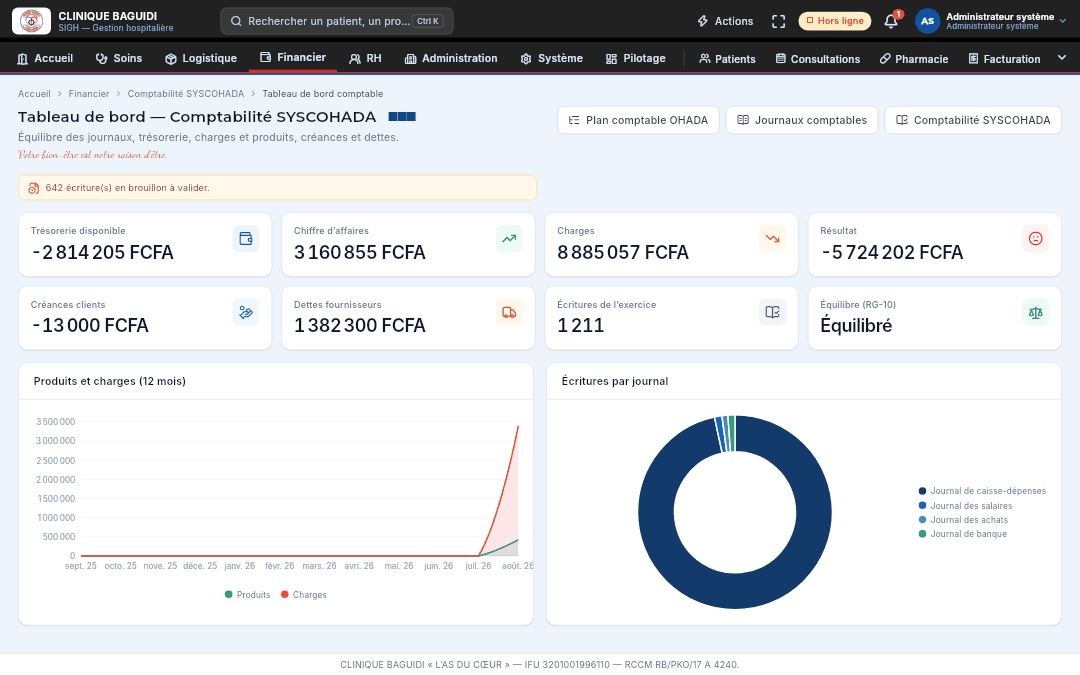 CLINIQUE BAGUIDI
SIGH — Gestion hospitalière
Rechercher un patient, un pro... Ctrl K
Actions
Hors ligne
1
AS
Administrateur système
Administrateur système
Accueil Soins Logistique Financier RH Administration Système Pilotage Patients Consultations Pharmacie Facturation
Accueil > Financier > Comptabilité SYSCOHADA > Tableau de bord comptable
Tableau de bord — Comptabilité SYSCOHADA
Équilibre des journaux, trésorerie, charges et produits, créances et dettes.
Votre bien-être est notre raison d'être.
Plan comptable OHADA
Journaux comptables
Comptabilité SYSCOHADA
642 écriture(s) en brouillon à valider.
Trésorerie disponible
-2 814 205 FCFA
Chiffre d'affaires
3 160 855 FCFA
Charges
8 885 057 FCFA
Résultat
-5 724 202 FCFA
Créances clients
-13 000 FCFA
Dettes fournisseurs
1 382 300 FCFA
Écritures de l'exercice
1 211
Équilibre (RG-10)
Équilibré
Produits et charges (12 mois)
3 500 000
3 000 000
2 500 000
2 000 000
1 500 000
1 000 000
500 000
0
sept. 25 octo. 25 nove. 25 déce. 25 janv. 26 févr. 26 mars. 26 avri. 26 mai. 26 juin. 26 juil. 26 août. 26
Produits Charges
Écritures par journal
Journal de caisse-dépenses
Journal des salaires
Journal des achats
Journal de banque
CLINIQUE BAGUIDI « L'AS DU CŒUR » — IFU 3201001996110 — RCCM RB/PKO/17 A 4240.